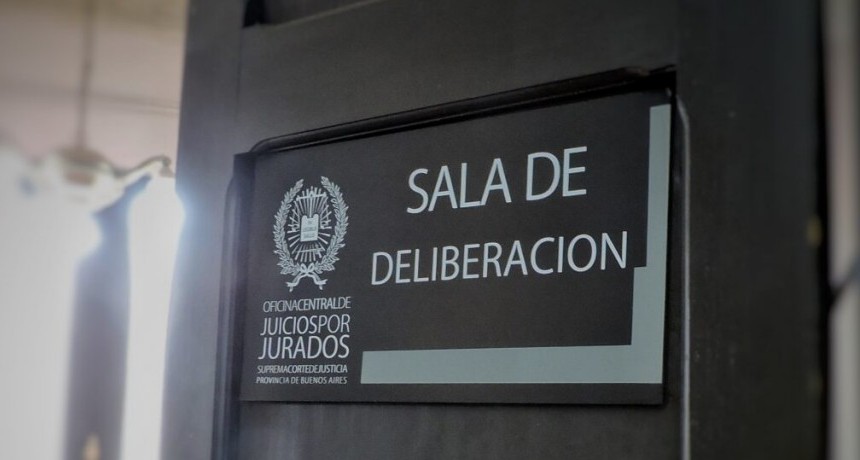 SALA DE
DELIBERACION
OFICINACENTRALDE
JUICIOSPOR
JURADOS
SUPREMACORTEDEJUSTICIA
PROVINCIA DE BUENOS AIRES